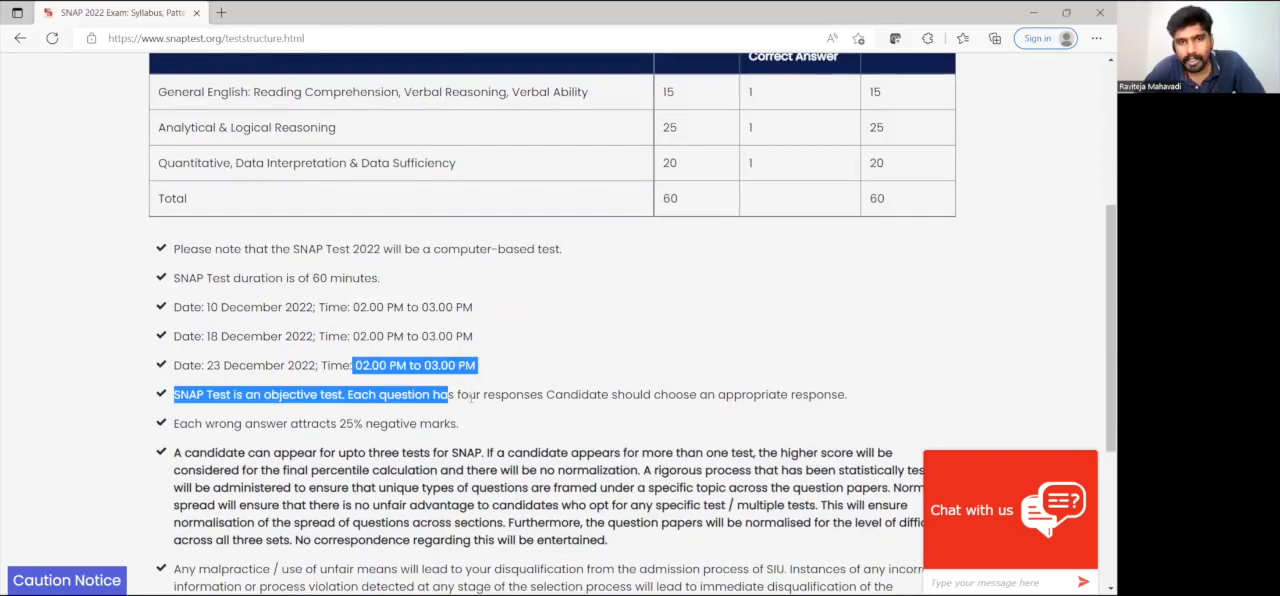 SNAP 2022 Exam: Syllabus, Patte
https://www.snaptest.org/teststructure.html
Sign in
Raviteja Mahavadi
Correct Answer
General English: Reading Comprehension, Verbal Reasoning, Verbal Ability 15 1 15
Analytical & Logical Reasoning 25 1 25
Quantitative, Data Interpretation & Data Sufficiency 20 1 20
Total 60 60
Please note that the SNAP Test 2022 will be a computer-based test.
SNAP Test duration is of 60 minutes.
Date: 10 December 2022; Time: 02.00 PM to 03.00 PM
Date: 18 December 2022; Time: 02.00 PM to 03.00 PM
Date: 23 December 2022; Time: 02.00 PM to 03.00 PM
SNAP Test is an objective test. Each question has four responses Candidate should choose an appropriate response.
Each wrong answer attracts 25% negative marks.
A candidate can appear for upto three tests for SNAP. If a candidate appears for more than one test, the higher score will be
considered for the final percentile calculation and there will be no normalization. A rigorous process that has been statistically tes
will be administered to ensure that unique types of questions are framed under a specific topic across the question papers. Norm
spread will ensure that there is no unfair advantage to candidates who opt for any specific test / multiple tests. This will ensure
normalisation of the spread of questions across sections. Furthermore, the question papers will be normalised for the level of diffic
across all three sets. No correspondence regarding this will be entertained.
Any malpractice / use of unfair means will lead to your disqualification from the admission process of SIU. Instances of any incorr
information or process violation detected at any stage of the selection process will lead to immediate disqualification of the
Chat with us
Type your message here
Caution Notice